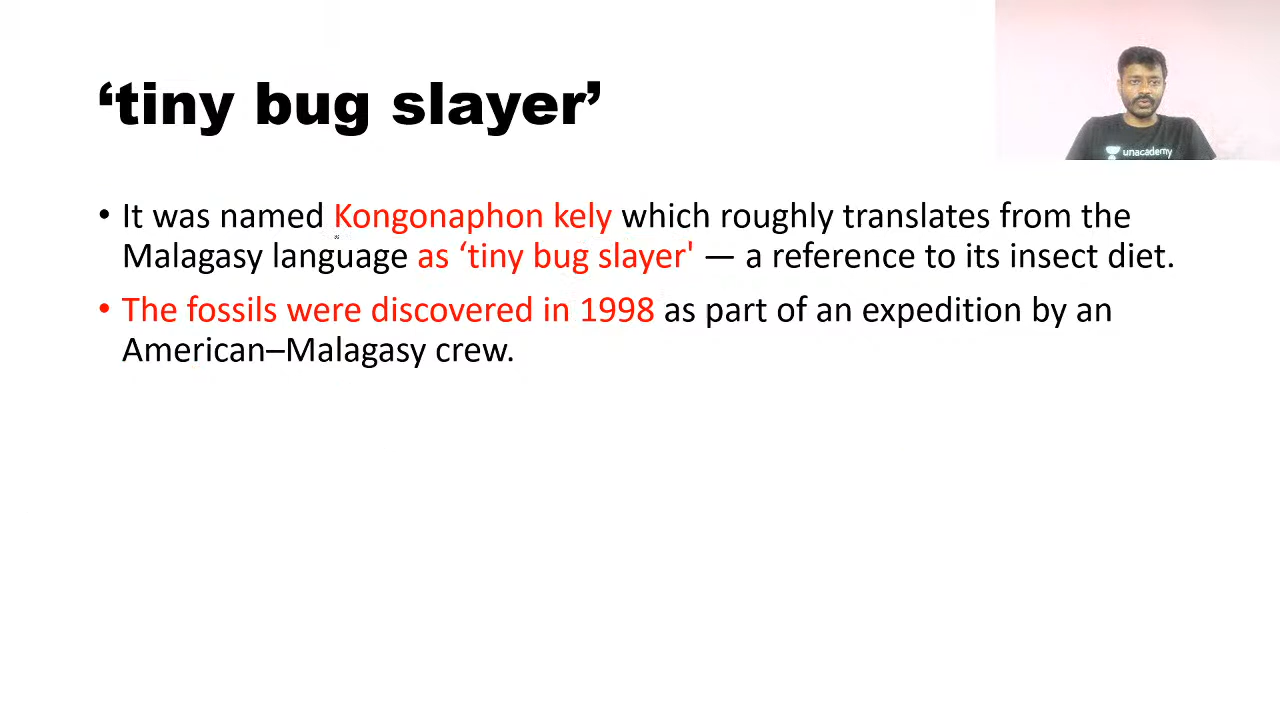 ‘tiny bug slayer’
unacademy
• It was named Kongonaphon kely which roughly translates from the
Malagasy language as ‘tiny bug slayer' — a reference to its insect diet.
• The fossils were discovered in 1998 as part of an expedition by an
American–Malagasy crew.